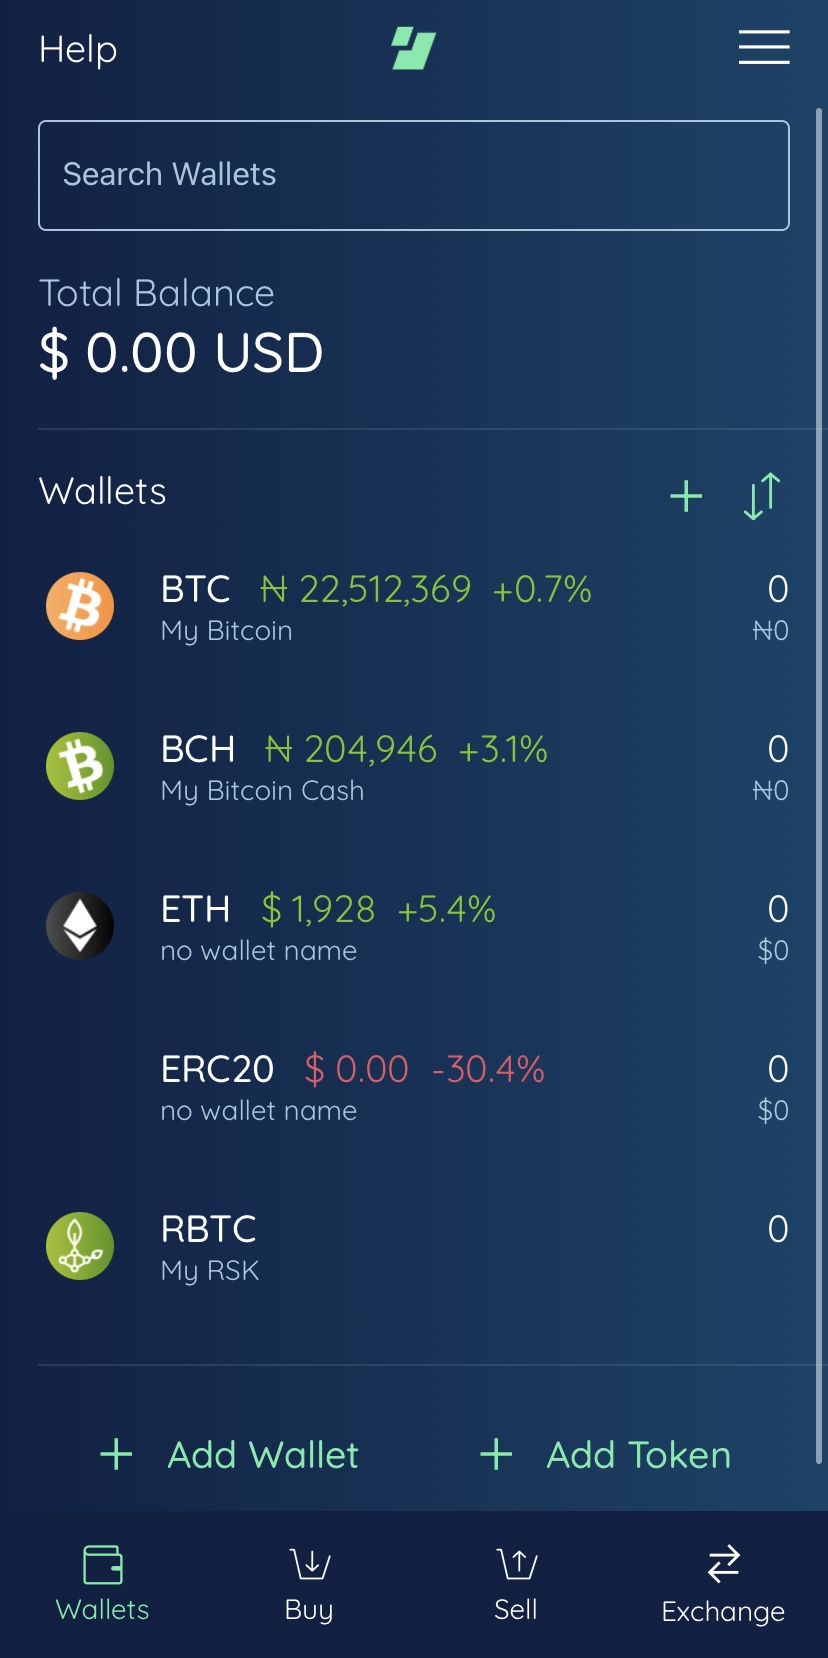 Help
Search Wallets
Total Balance
$ 0.00 USD
Wallets
BTC ₦ 22,512,369 +0.7% 0
My Bitcoin ₦0
BCH ₦ 204,946 +3.1% 0
My Bitcoin Cash ₦0
ETH $ 1,928 +5.4% 0
no wallet name $0
ERC20 $ 0.00 -30.4% 0
no wallet name $0
RBTC 0
My RSK
+ Add Wallet + Add Token
Wallets Buy Sell Exchange